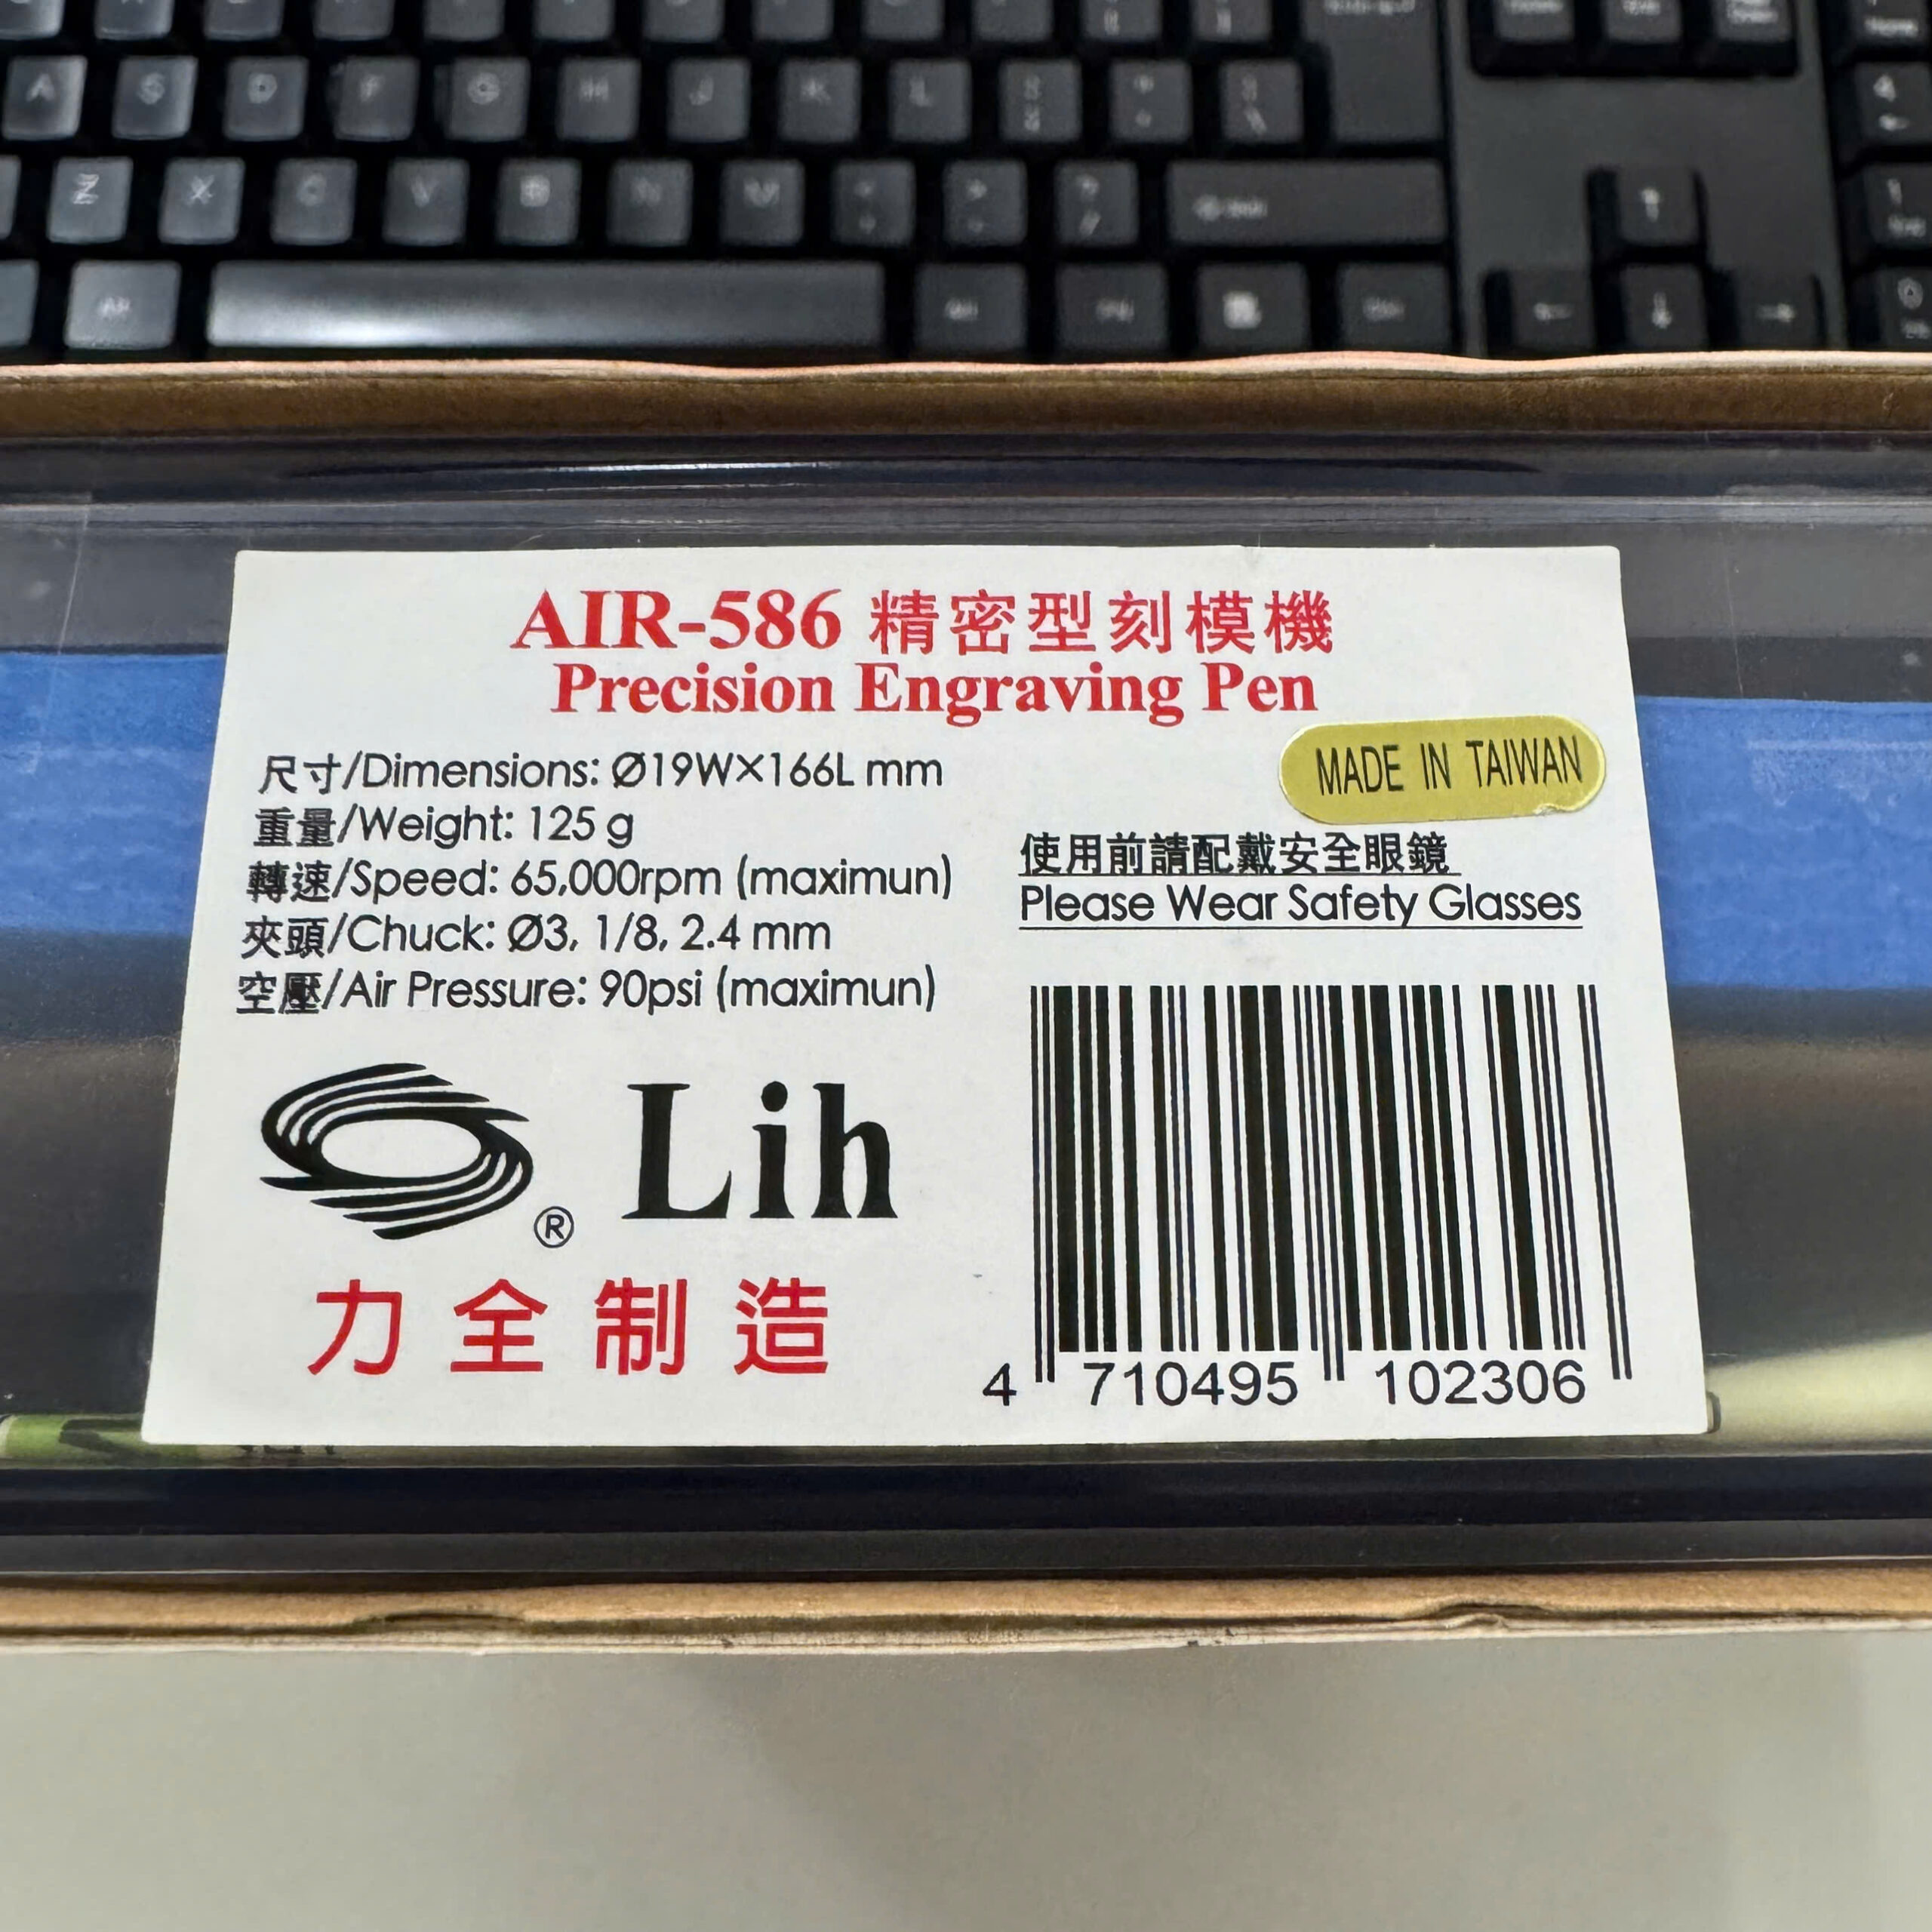 A S D F G H J K L
Z X C V B N M
AIR-586 精密型刻模機
Precision Engraving Pen
MADE IN TAIWAN
尺寸/Dimensions: Ø19W×166L mm
重量/Weight: 125 g
轉速/Speed: 65,000rpm (maximun)
夾頭/Chuck: Ø3, 1/8, 2.4 mm
空壓/Air Pressure: 90psi (maximun)
使用前請配戴安全眼鏡
Please Wear Safety Glasses
® Lih
力全制造
4 710495 102306